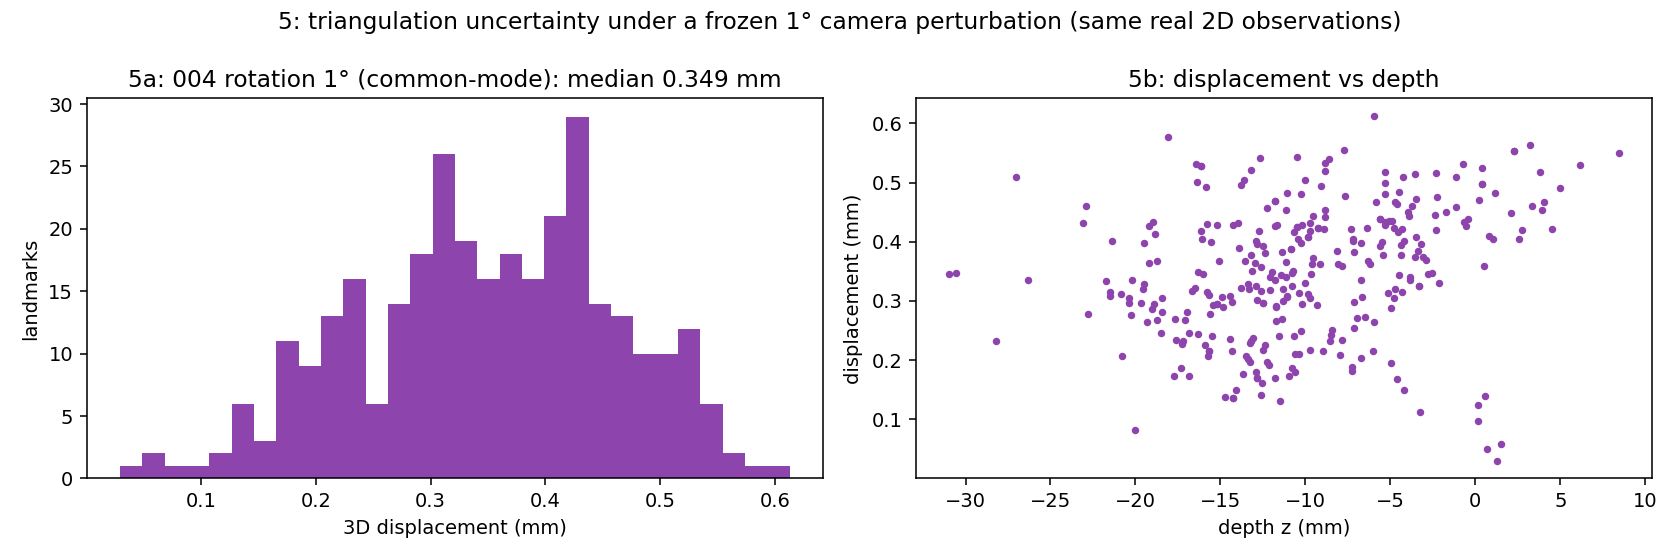 5: triangulation uncertainty under a frozen 1° camera perturbation (same real 2D observations)
5a: 004 rotation 1° (common-mode): median 0.349 mm
30
25
20
15
10
5
0
landmarks
0.1 0.2 0.3 0.4 0.5 0.6
3D displacement (mm)
5b: displacement vs depth
0.6
0.5
0.4
0.3
0.2
0.1
displacement (mm)
−30 −25 −20 −15 −10 −5 0 5 10
depth z (mm)